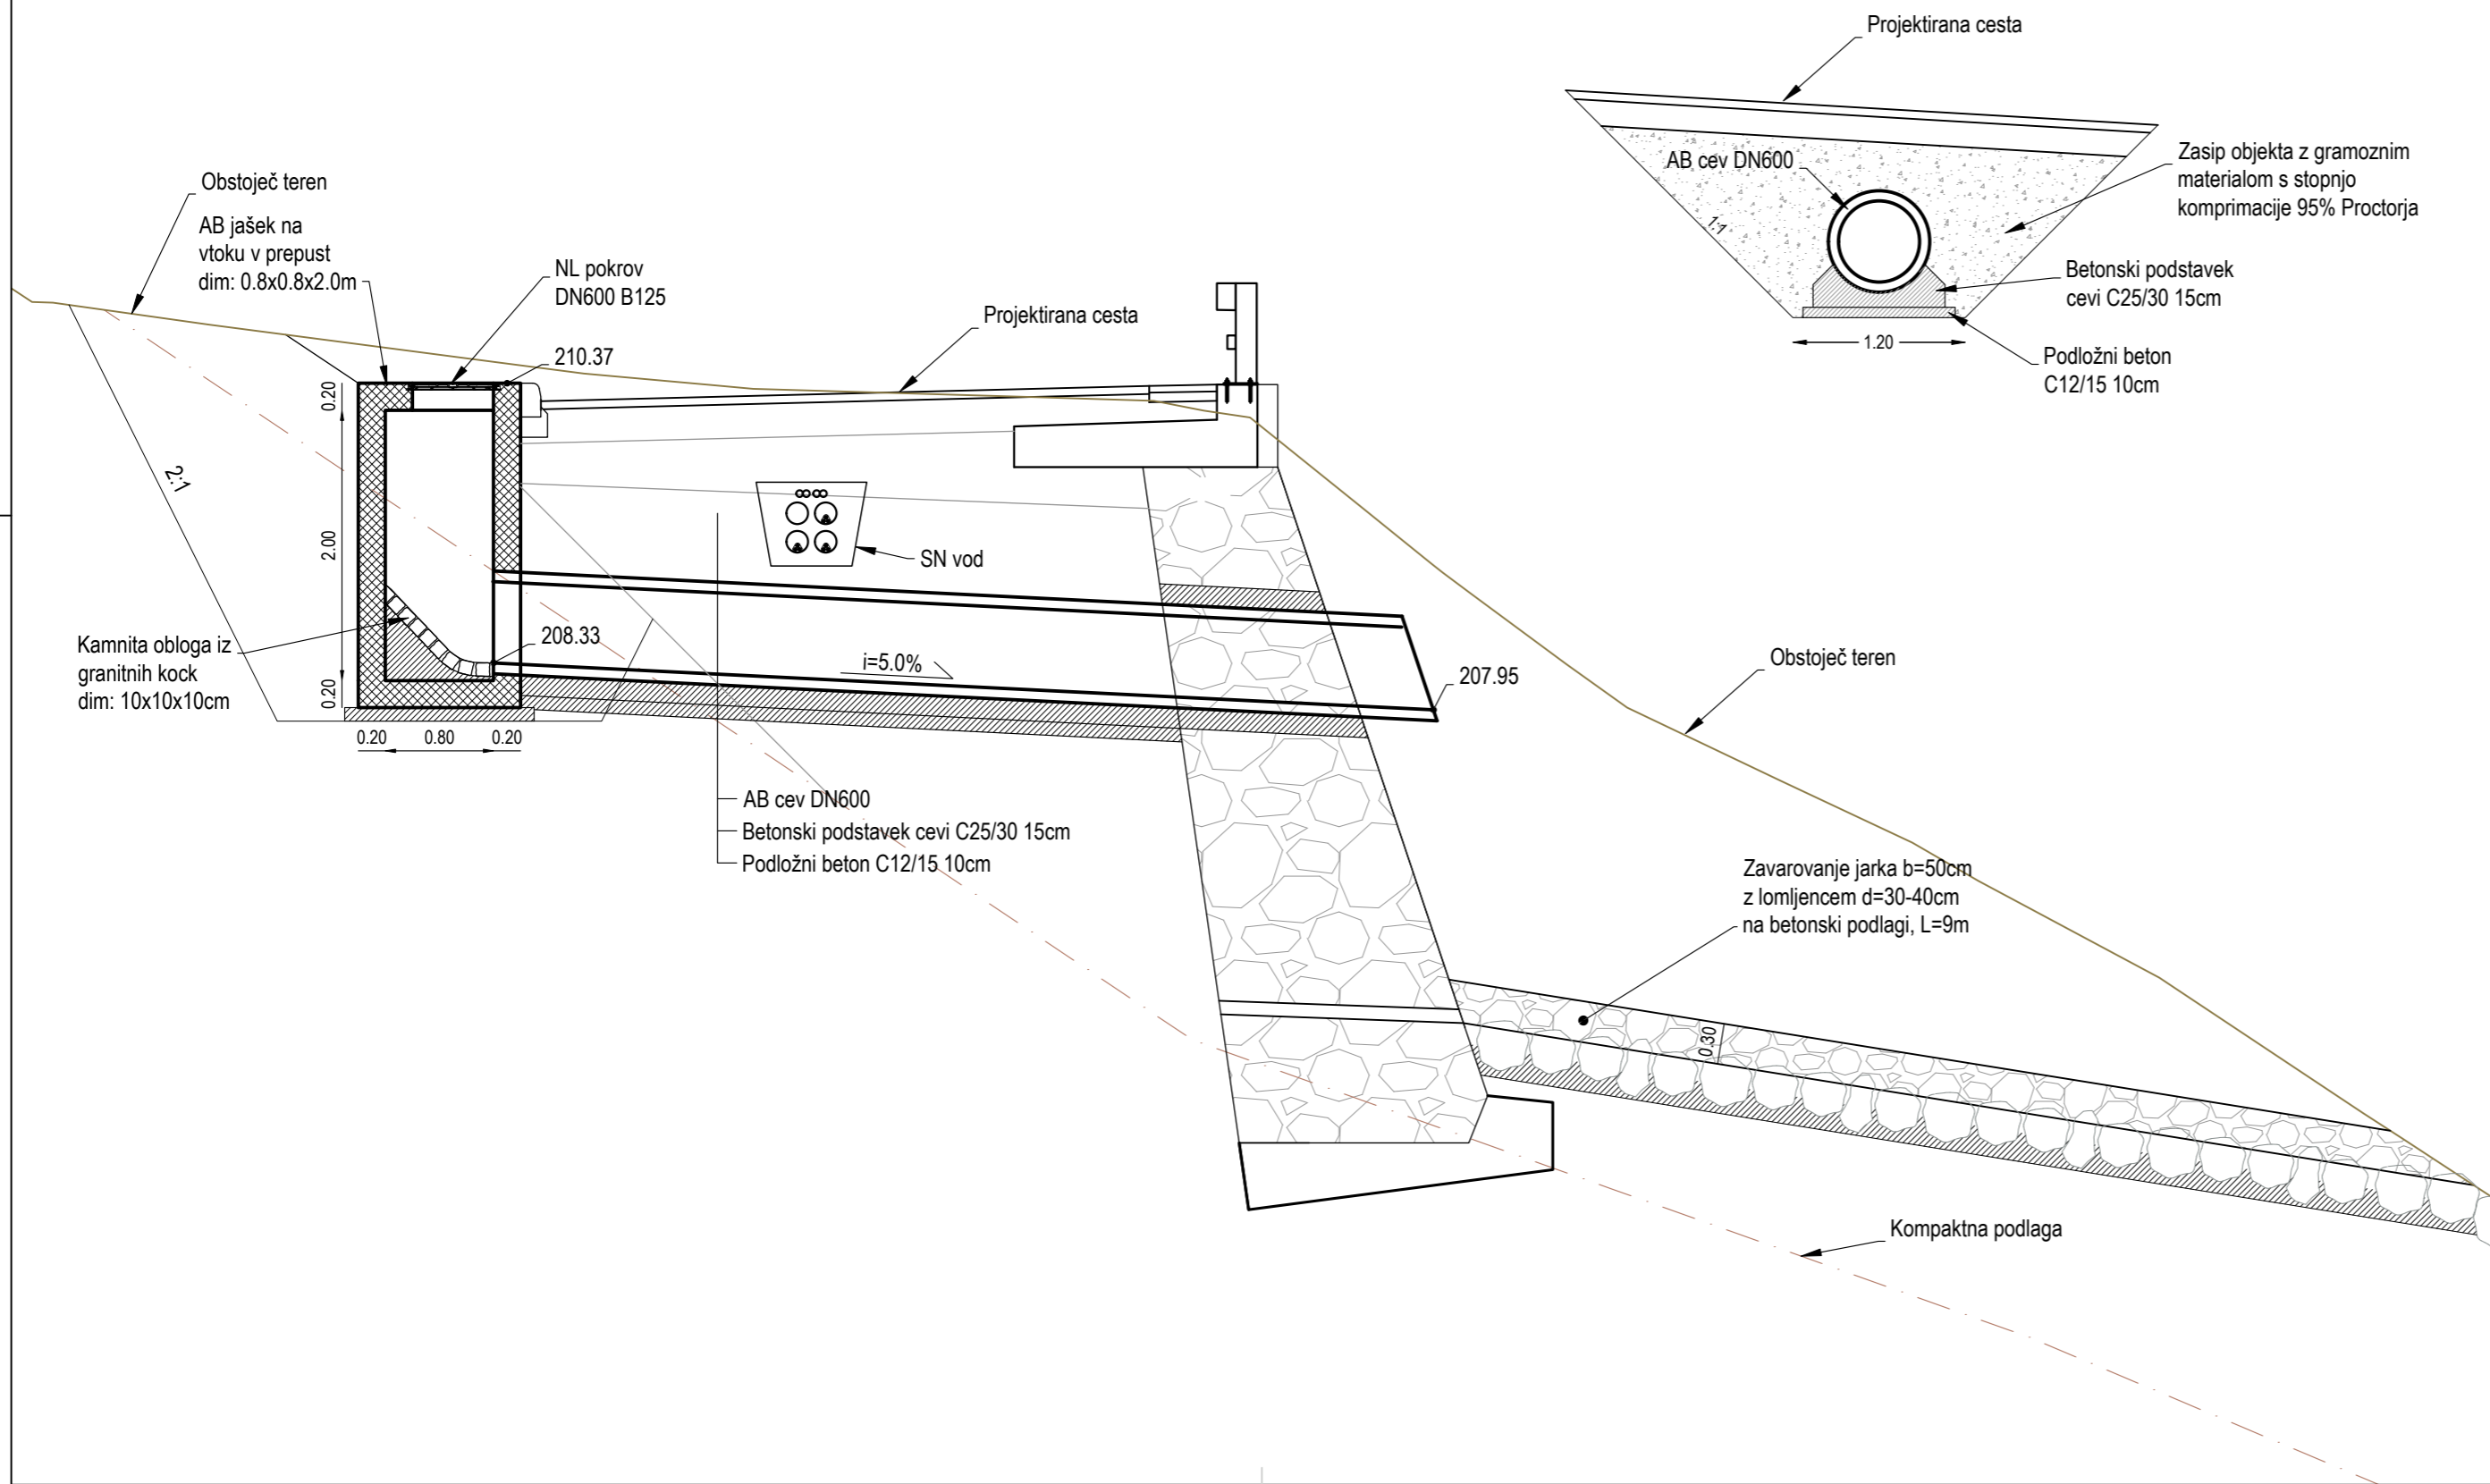 Projektirana cesta
AB cev DN600
Zasip objekta z gramoznim
materialom s stopnjo
komprimacije 95% Proctorja
1:1
Betonski podstavek
cevi C25/30 15cm
1.20
Podložni beton
C12/15 10cm
Obstoječ teren
AB jašek na
vtoku v prepust
dim: 0.8x0.8x2.0m
NL pokrov
DN600 B125
Projektirana cesta
210.37
0.20
2:1
2.00
SN vod
Kamnita obloga iz
granitnih kock
dim: 10x10x10cm
208.33
i=5.0%
207.95
Obstoječ teren
0.20
0.20
0.80
0.20
AB cev DN600
Betonski podstavek cevi C25/30 15cm
Podložni beton C12/15 10cm
Zavarovanje jarka b=50cm
z lomljencem d=30-40cm
na betonski podlagi, L=9m
0.30
Kompaktna podlaga